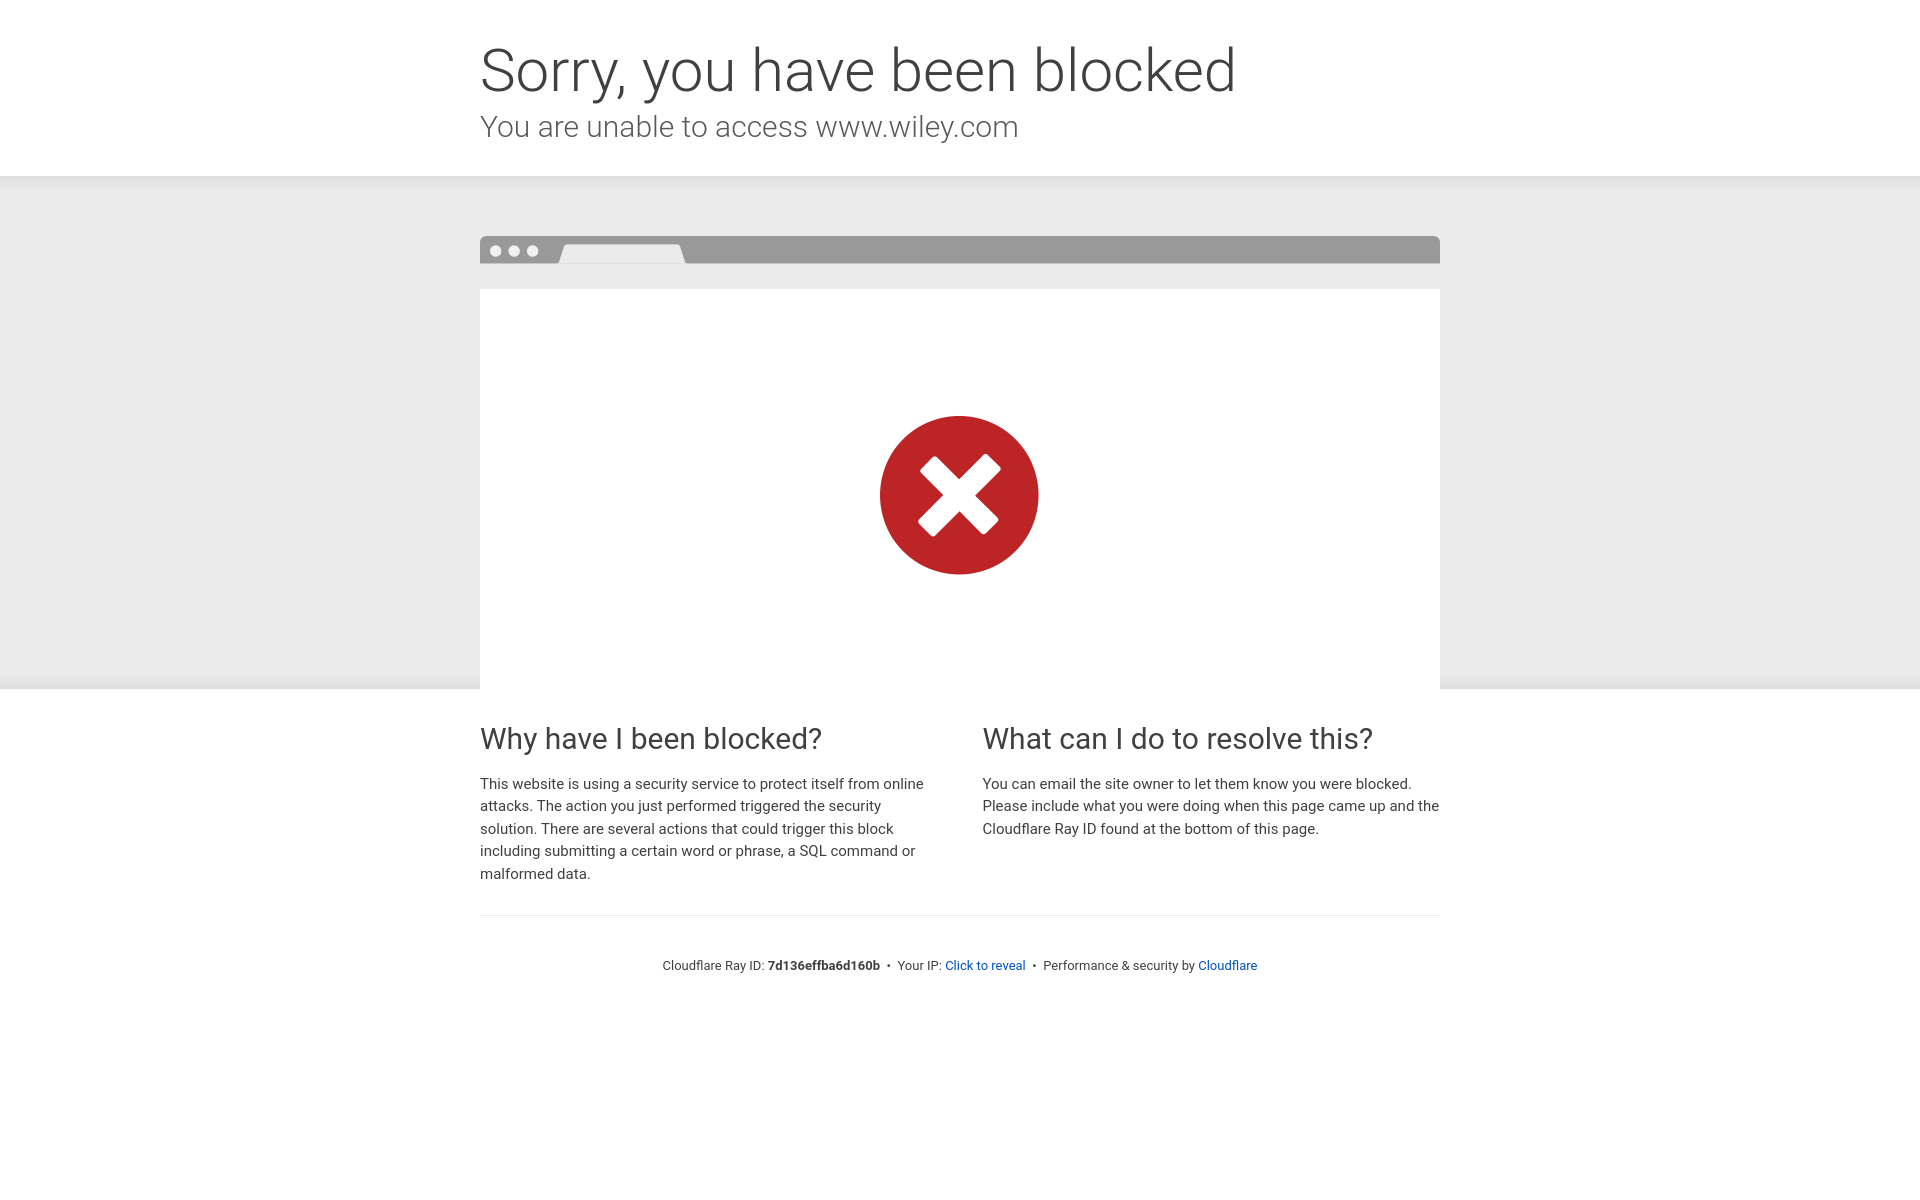 Sorry, you have been blocked
You are unable to access www.wiley.com
Why have I been blocked?
This website is using a security service to protect itself from online
attacks. The action you just performed triggered the security
solution. There are several actions that could trigger this block
including submitting a certain word or phrase, a SQL command or
malformed data.
What can I do to resolve this?
You can email the site owner to let them know you were blocked.
Please include what you were doing when this page came up and the
Cloudflare Ray ID found at the bottom of this page.
Cloudflare Ray ID: 7d136effba6d160b • Your IP: Click to reveal • Performance & security by Cloudflare